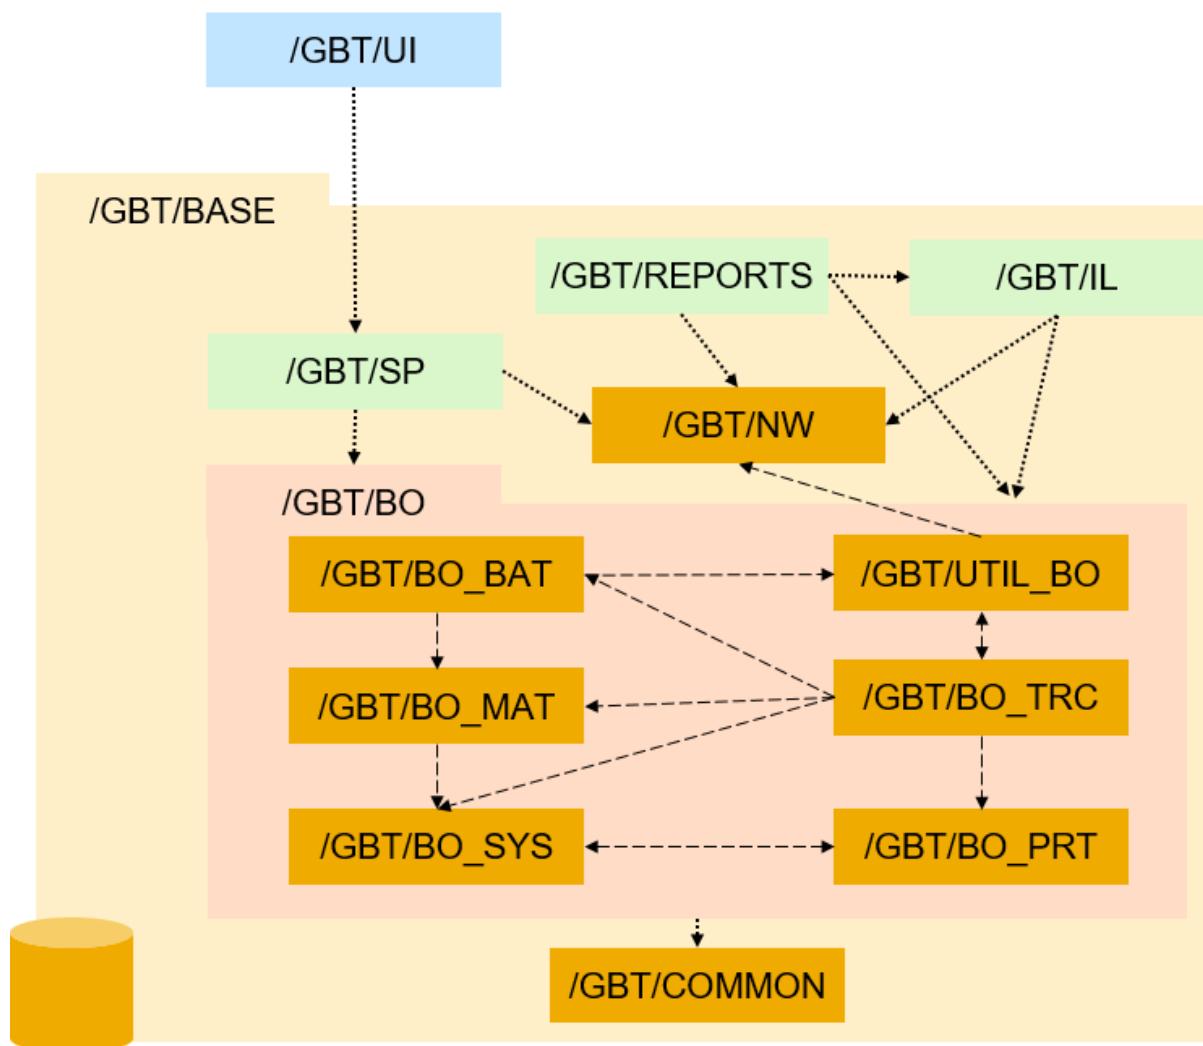 /GBT/UI
/GBT/BASE
/GBT/REPORTS
/GBT/IL
/GBT/SP
/GBT/NW
/GBT/BO
/GBT/BO_BAT
/GBT/UTIL_BO
/GBT/BO_MAT
/GBT/BO_TRC
/GBT/BO_SYS
/GBT/BO_PRT
/GBT/COMMON